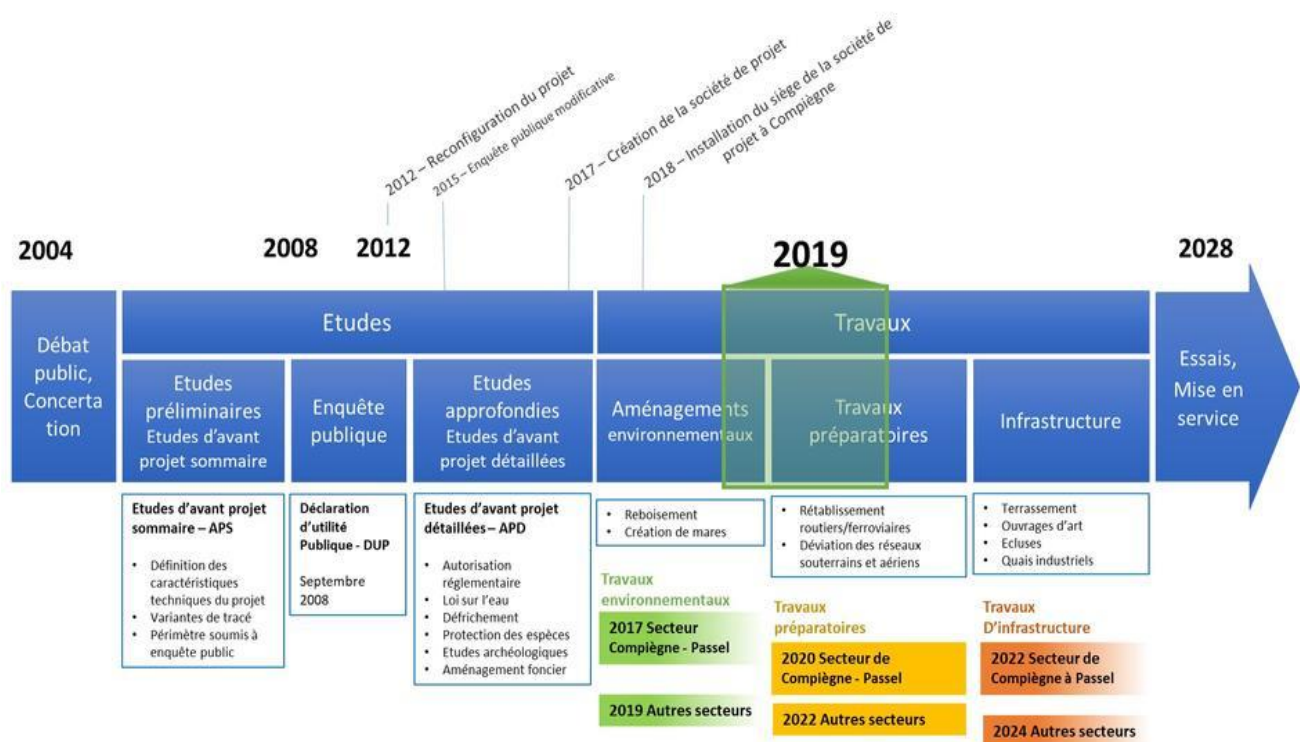 2012 – Reconfiguration du projet
2015 – Enquête publique modificative
2017 – Création de la société de projet
2018 – Installation du siège de la société de
projet à Compiègne
2004
2008
2012
2019
2028
Débat
public,
Concerta
tion
Etudes
Travaux
Essais,
Mise en
service
Etudes
préliminaires
Etudes d’avant
projet sommaire
Enquête
publique
Etudes
approfondies
Etudes d’avant
projet détaillées
Aménagements
environnementaux
Travaux
préparatoires
Infrastructure
Etudes d’avant projet
sommaire – APS
• Définition des
caractéristiques
techniques du projet
• Variantes de tracé
• Périmètre soumis à
enquête public
Déclaration
d’utilité
Publique - DUP
Septembre
2008
Etudes d’avant projet
détaillées – APD
• Autorisation
réglementaire
• Loi sur l’eau
• Défrichement
• Protection des espèces
• Etudes archéologiques
• Aménagement foncier
• Reboisement
• Création de mares
• Rétablissement
routiers/ferroviaires
• Déviation des réseaux
souterrains et aériens
• Terrassement
• Ouvrages d’art
• Ecluses
• Quais industriels
Travaux
environnementaux
2017 Secteur
Compiègne - Passel
2019 Autres secteurs
Travaux
préparatoires
2020 Secteur de
Compiègne - Passel
2022 Autres secteurs
Travaux
D’infrastructure
2022 Secteur de
Compiègne à Passel
2024 Autres secteurs